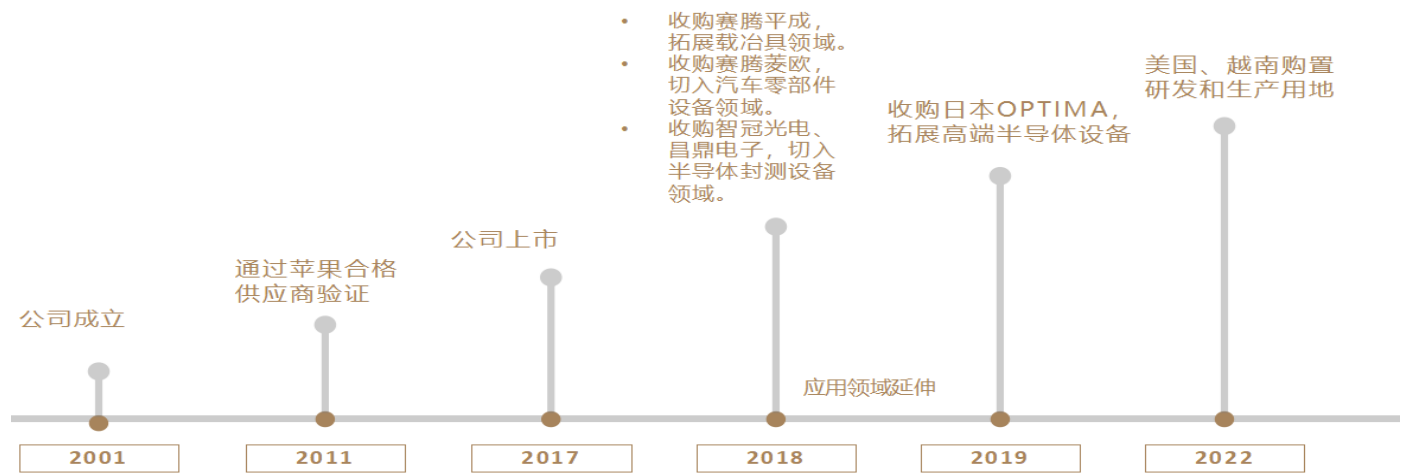 • 收购赛腾平成，
拓展载冶具领域。
• 收购赛腾菱欧，
切入汽车零部件
设备领域。
• 收购智冠光电、
昌鼎电子，切入
半导体封测设备
领域。
美国、越南购置
研发和生产用地
收购日本OPTIMA，
拓展高端半导体设备
公司上市
通过苹果合格
供应商验证
公司成立
应用领域延伸
2001
2011
2017
2018
2019
2022